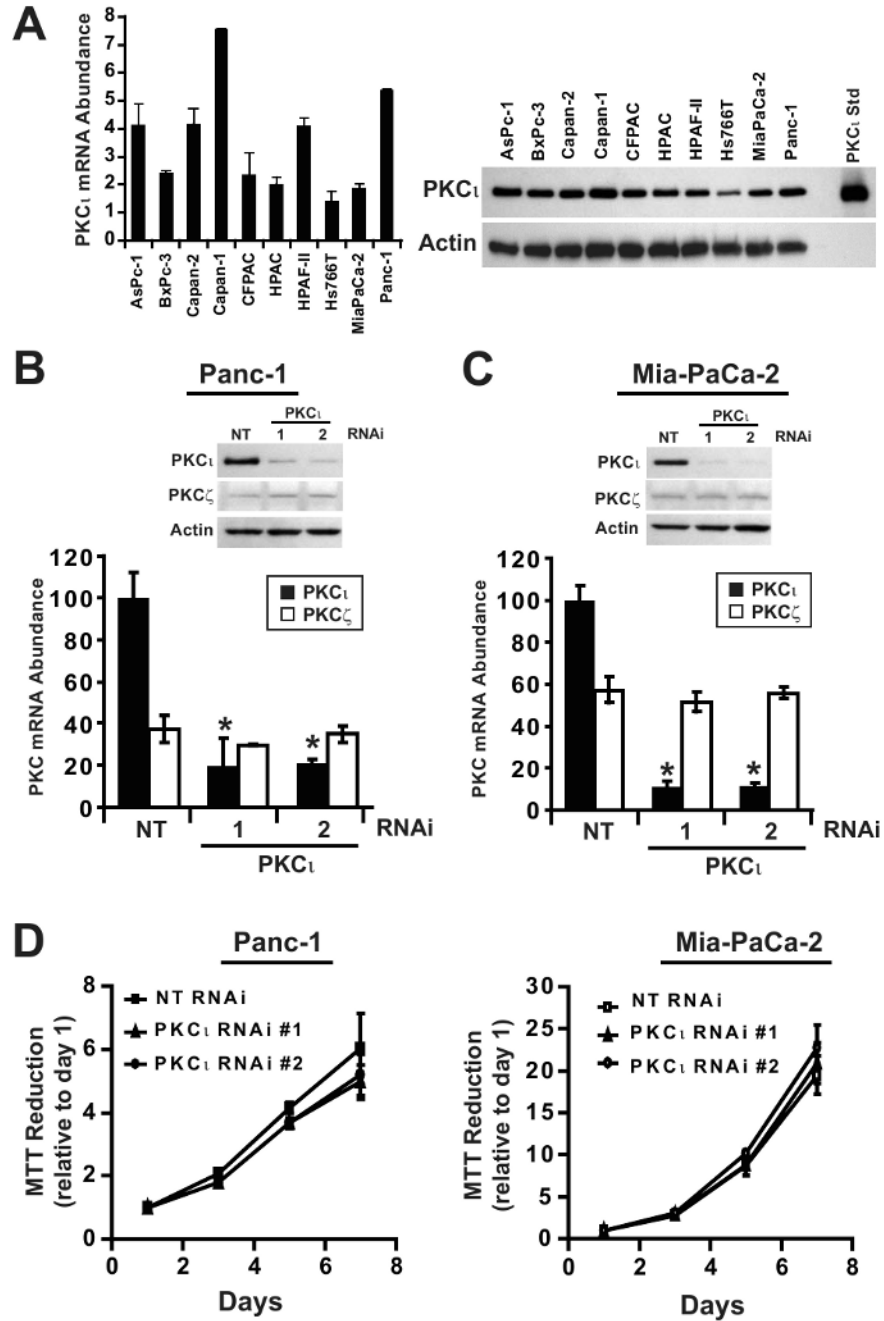 A
PKCι mRNA Abundance
8
7
6
5
4
3
2
1
0
AsPc-1
BxPc-3
Capan-2
Capan-1
CFPAC
HPAC
HPAF-II
Hs766T
MiaPaCa-2
Panc-1
AsPc-1
BxPc-3
Capan-2
Capan-1
CFPAC
HPAC
HPAF-II
Hs766T
MiaPaCa-2
Panc-1
PKCι Std
PKCι
Actin
B
Panc-1
PKCι
NT 1 2 RNAi
PKCι
PKCζ
Actin
PKC mRNA Abundance
120
100
80
60
40
20
0
PKCι
PKCζ
* *
NT 1 2 RNAi
PKCι
C
Mia-PaCa-2
PKCι
NT 1 2 RNAi
PKCι
PKCζ
Actin
PKC mRNA Abundance
120
100
80
60
40
20
0
PKCι
PKCζ
* *
NT 1 2 RNAi
PKCι
D
Panc-1
MTT Reduction
(relative to day 1)
8
6
4
2
0
NT RNAi
PKCι RNAi #1
PKCι RNAi #2
0 2 4 6 8
Days
Mia-PaCa-2
MTT Reduction
(relative to day 1)
30
25
20
15
10
5
0
NT RNAi
PKCι RNAi #1
PKCι RNAi #2
0 2 4 6 8
Days